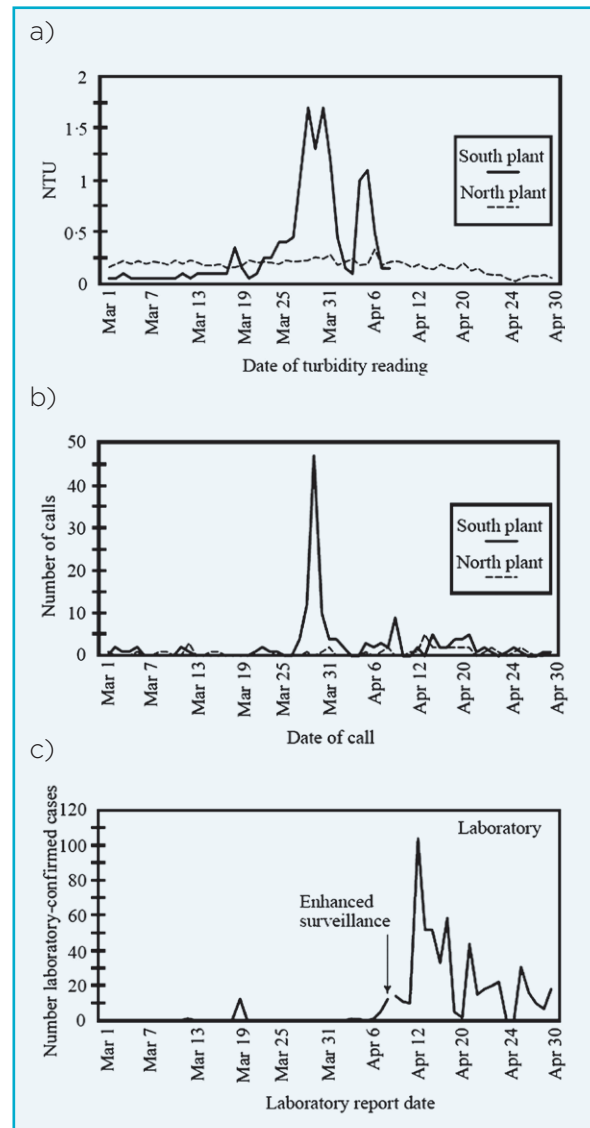 a)
2
1·5
1
0·5
0
NTU
South plant
North plant
Mar 1
Mar 7
Mar 13
Mar 19
Mar 25
Mar 31
Apr 6
Apr 12
Apr 20
Apr 24
Apr 30
Date of turbidity reading
b)
50
40
30
20
10
0
Number of calls
South plant
North plant
Mar 1
Mar 7
Mar 13
Mar 19
Mar 25
Mar 31
Apr 6
Apr 12
Apr 20
Apr 24
Apr 30
Date of call
c)
120
100
80
60
40
20
0
Number laboratory-confirmed cases
Laboratory
Enhanced
surveillance
Mar 1
Mar 7
Mar 13
Mar 19
Mar 25
Mar 31
Apr 6
Apr 12
Apr 20
Apr 24
Apr 30
Laboratory report date